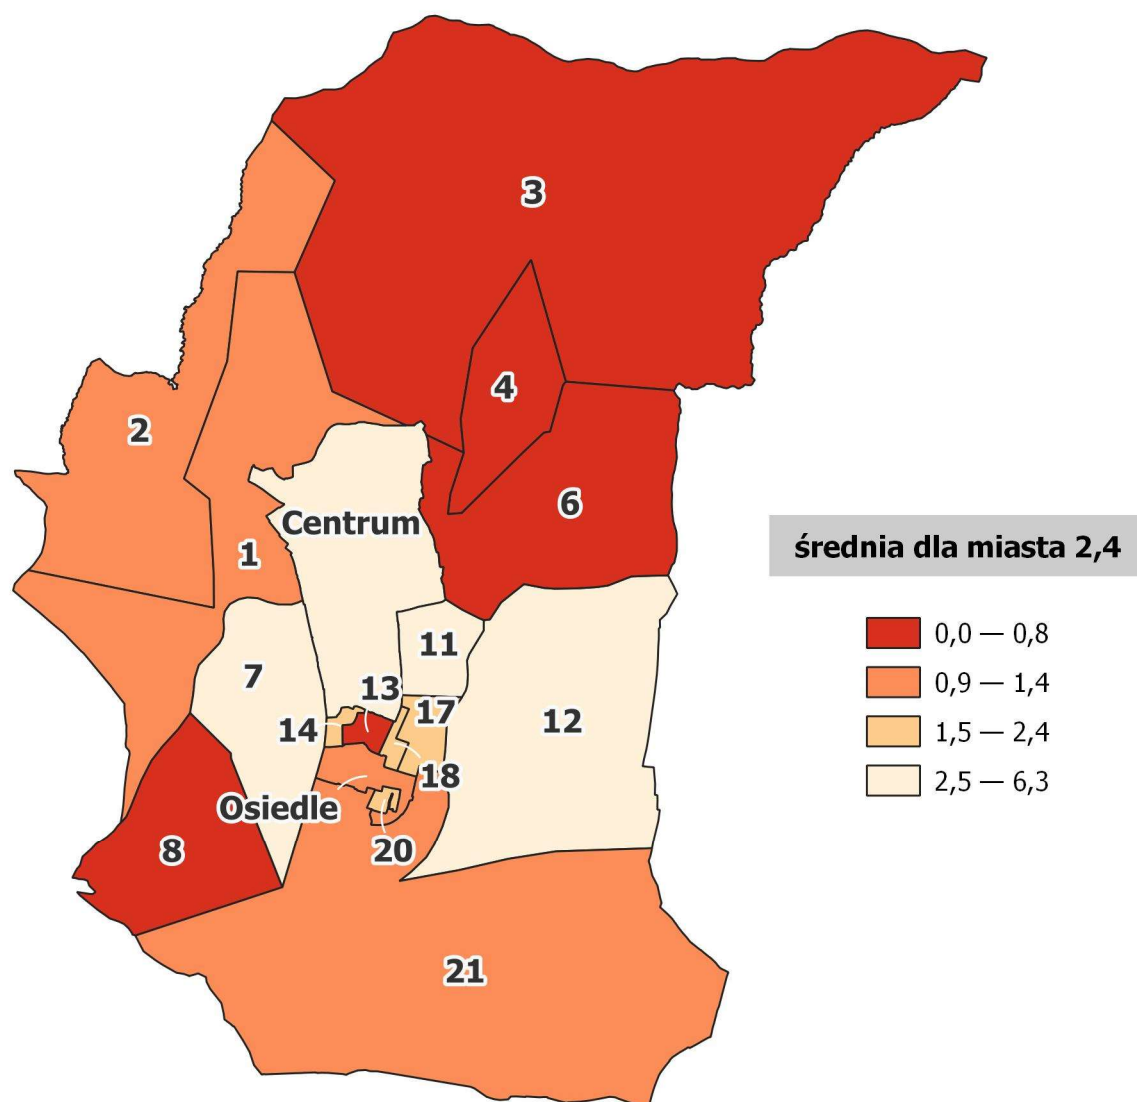 3
4
2
6
Centrum
1
średnia dla miasta 2,4
0,0 — 0,8
11
7
0,9 — 1,4
13
17
12
14
1,5 — 2,4
18
2,5 — 6,3
Osiedle
8
20
21